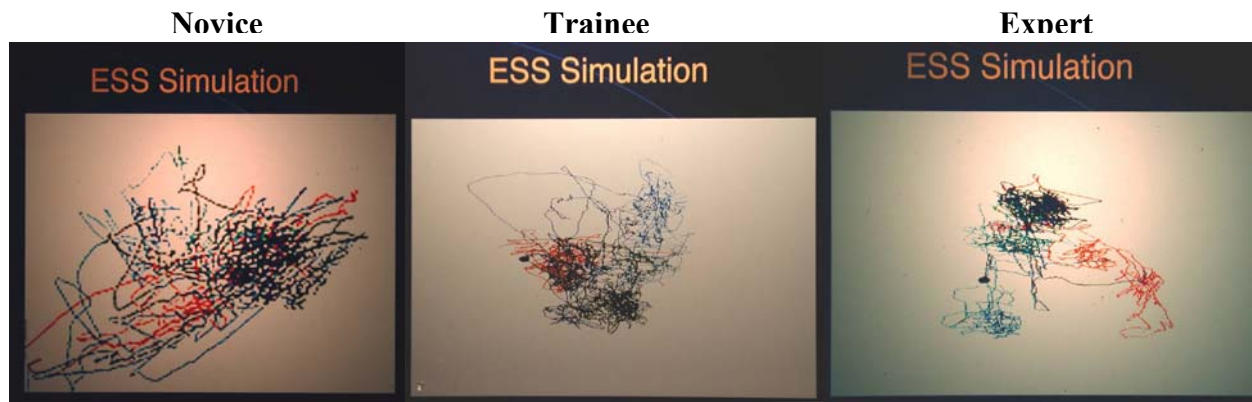 Novice
Trainee
Expert
ESS Simulation
ESS Simulation
ESS Simulation